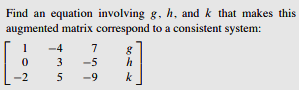 Find an equation involving g, h, and k that makes this
augmented matrix correspond to a consistent system:
1 -4 7 g
0 3 -5 h
-2 5 -9 k